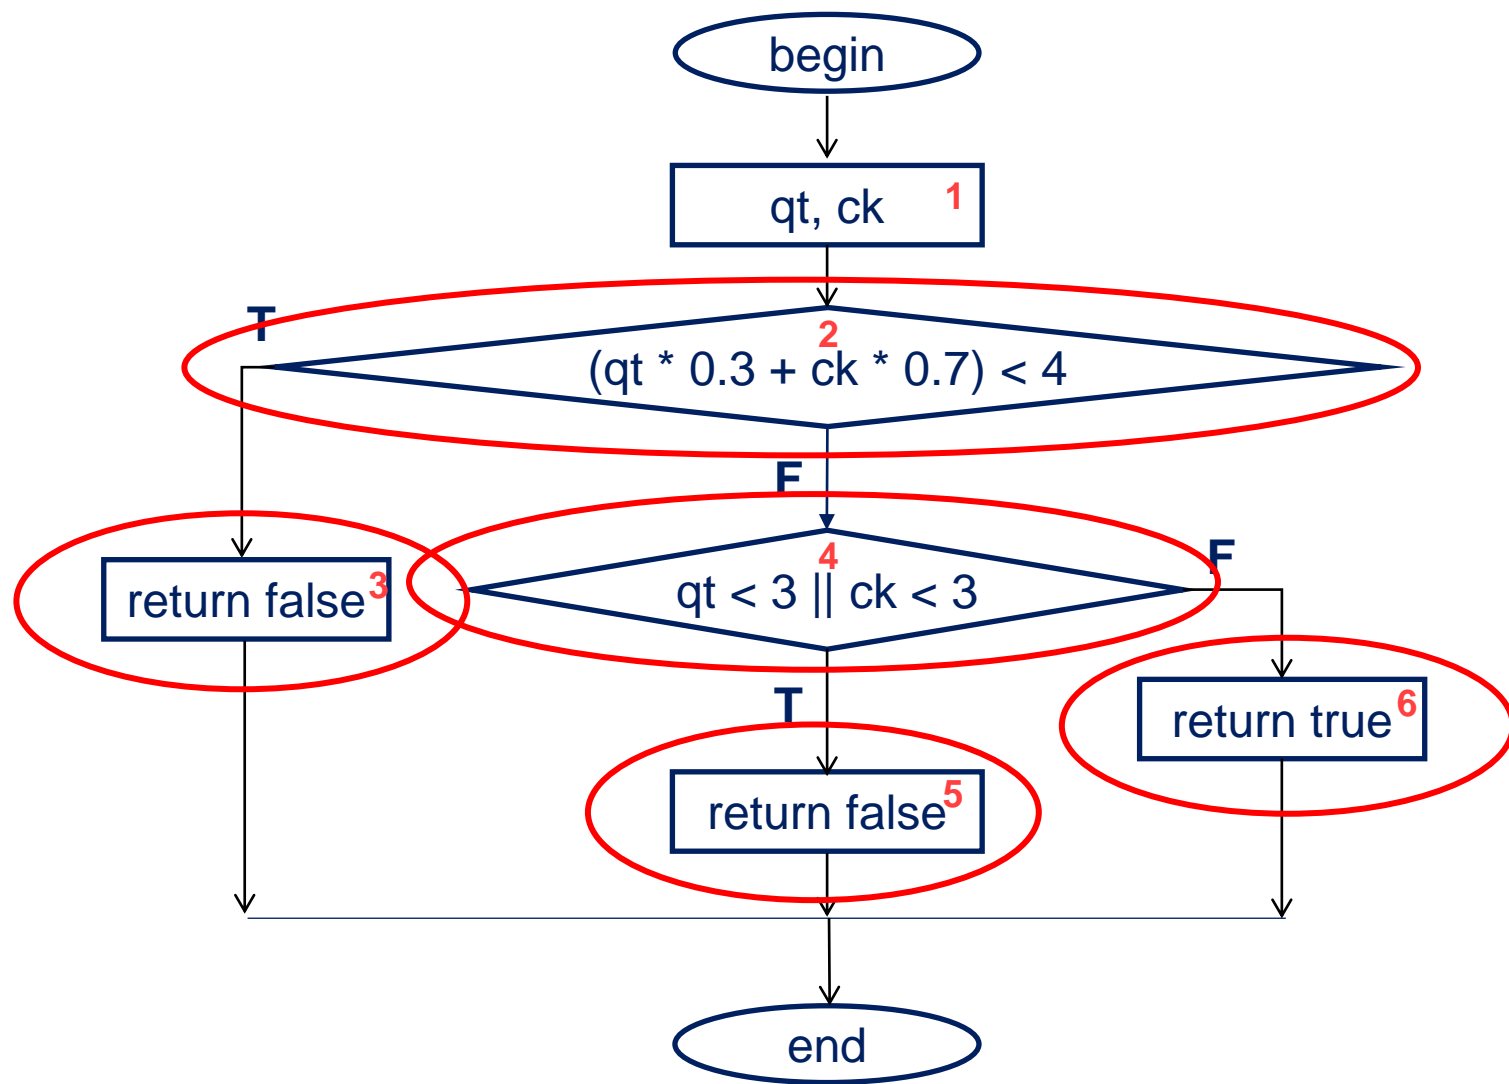 begin
qt, ck 1
T
2
(qt * 0.3 + ck * 0.7) < 4
F
return false 3
4
qt < 3 || ck < 3
F
T
return true 6
return false 5
end